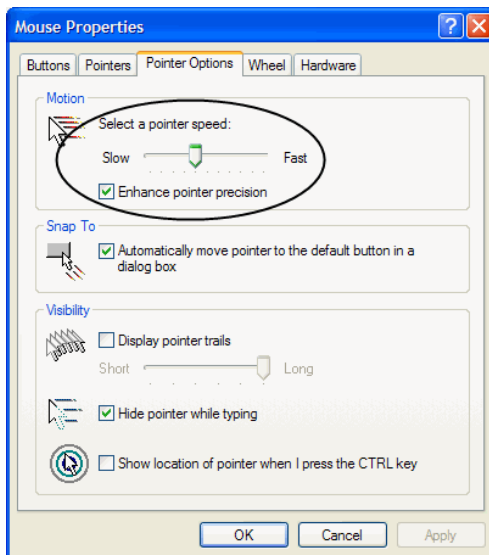 Mouse Properties
Buttons Pointers Pointer Options Wheel Hardware
Motion
Select a pointer speed:
Slow Fast
Enhance pointer precision
Snap To
Automatically move pointer to the default button in a
dialog box
Visibility
Display pointer trails
Short Long
Hide pointer while typing
Show location of pointer when I press the CTRL key
OK Cancel Apply